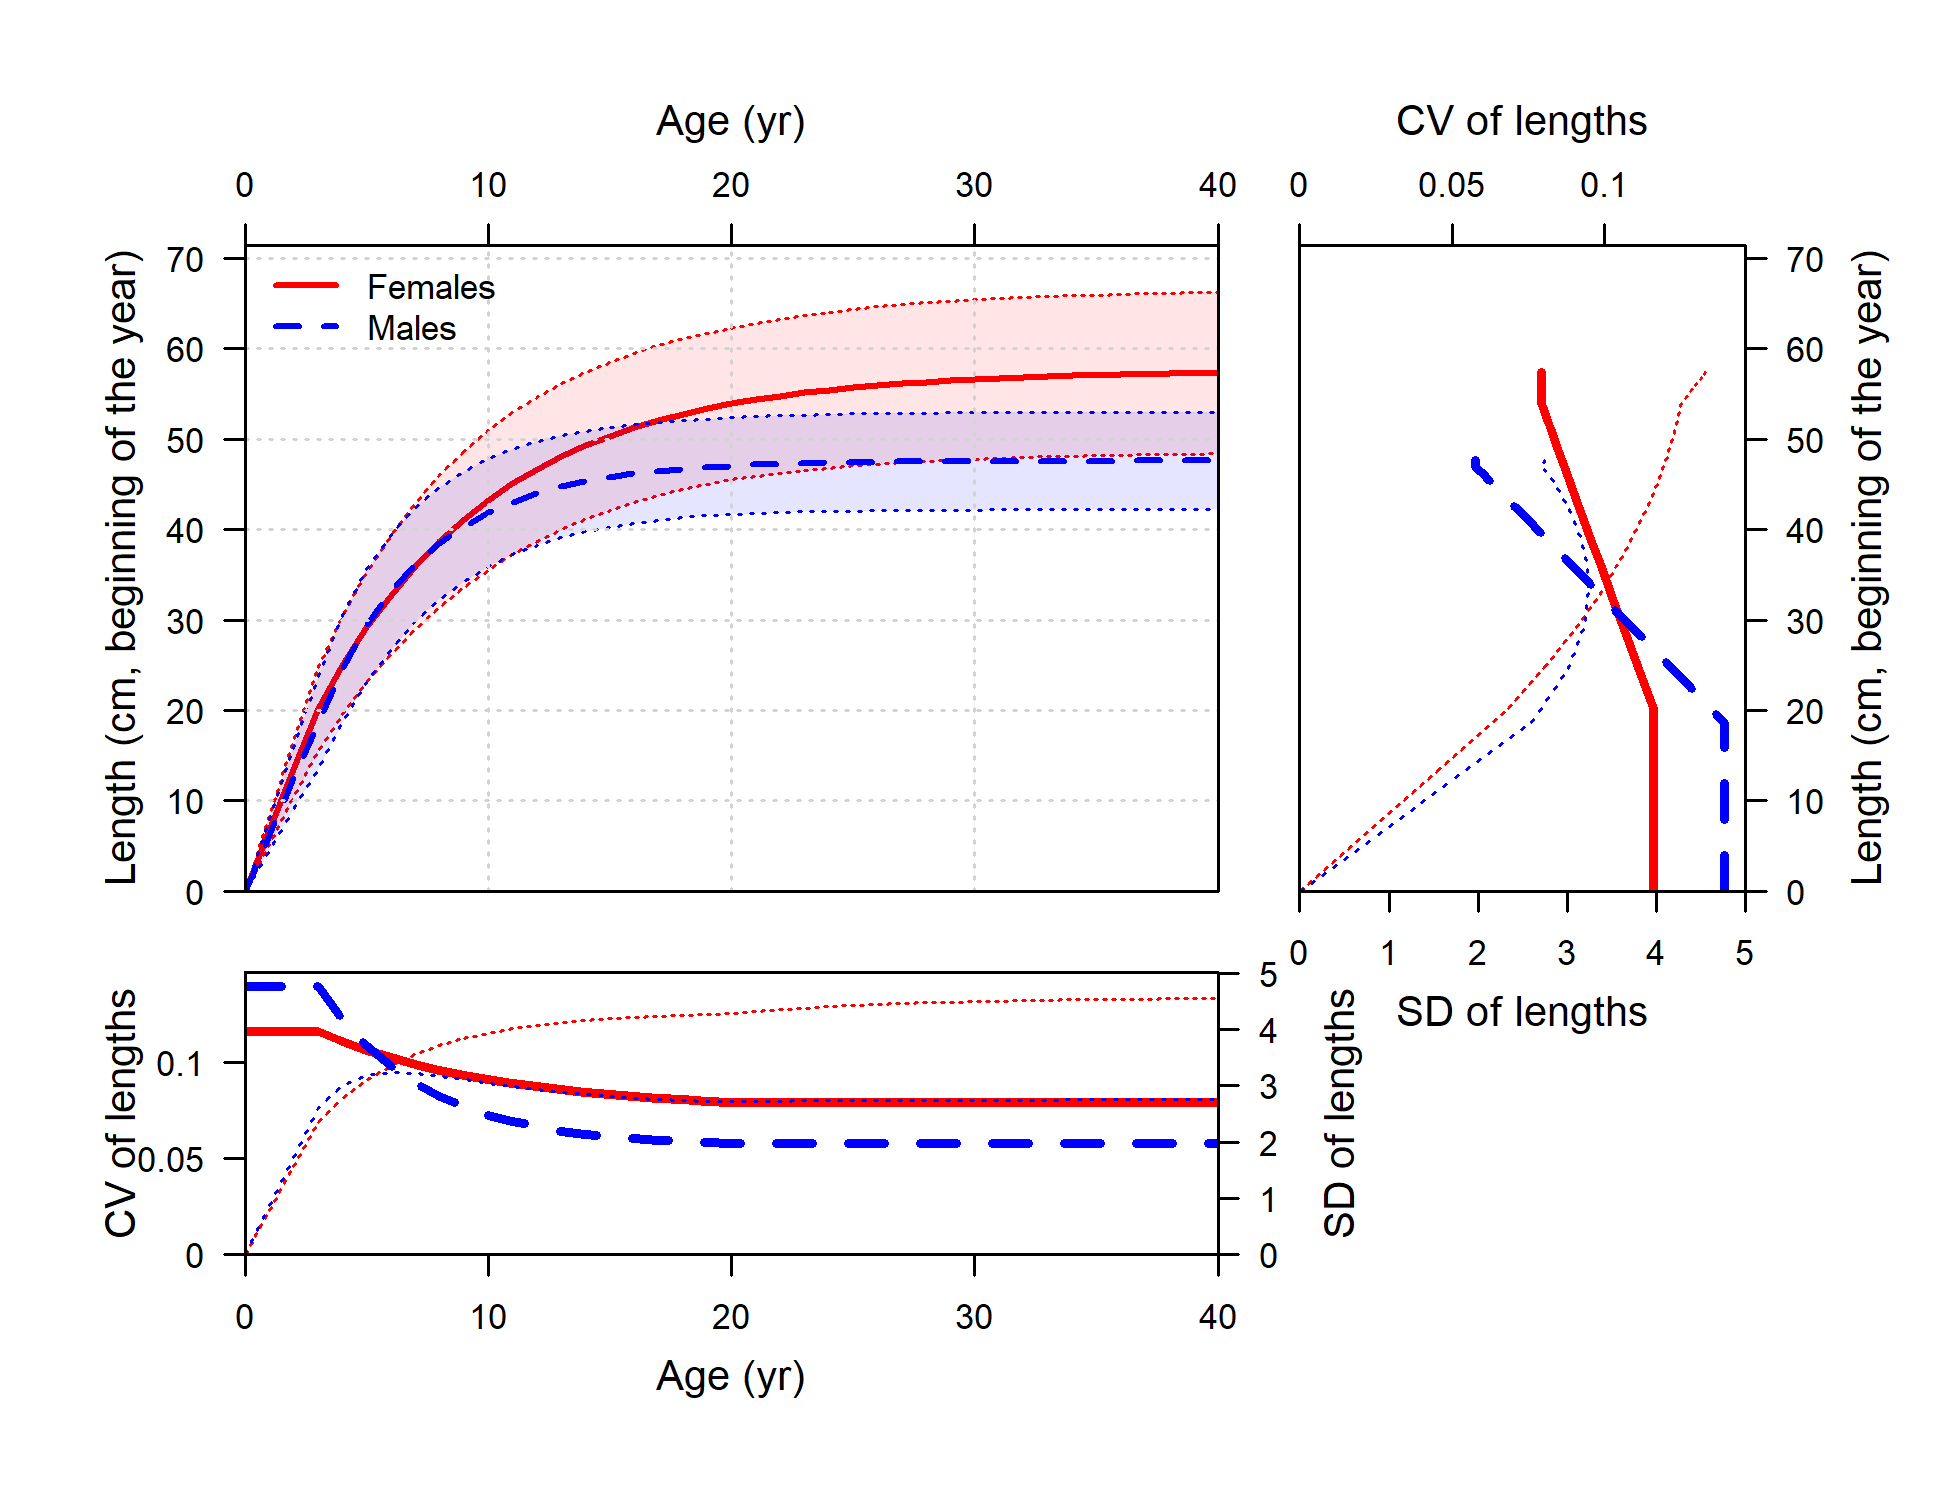 Age (yr)
CV of lengths
0 10 20 30 40
0 0.05 0.1
Length (cm, beginning of the year)
70
60
50
40
30
20
10
0
Females
Males
70
60
50
40
30
20
10
0
Length (cm, beginning of the year)
0 1 2 3 4 5
SD of lengths
CV of lengths
0.1
0.05
0
5
4
3
2
1
0
SD of lengths
0 10 20 30 40
Age (yr)